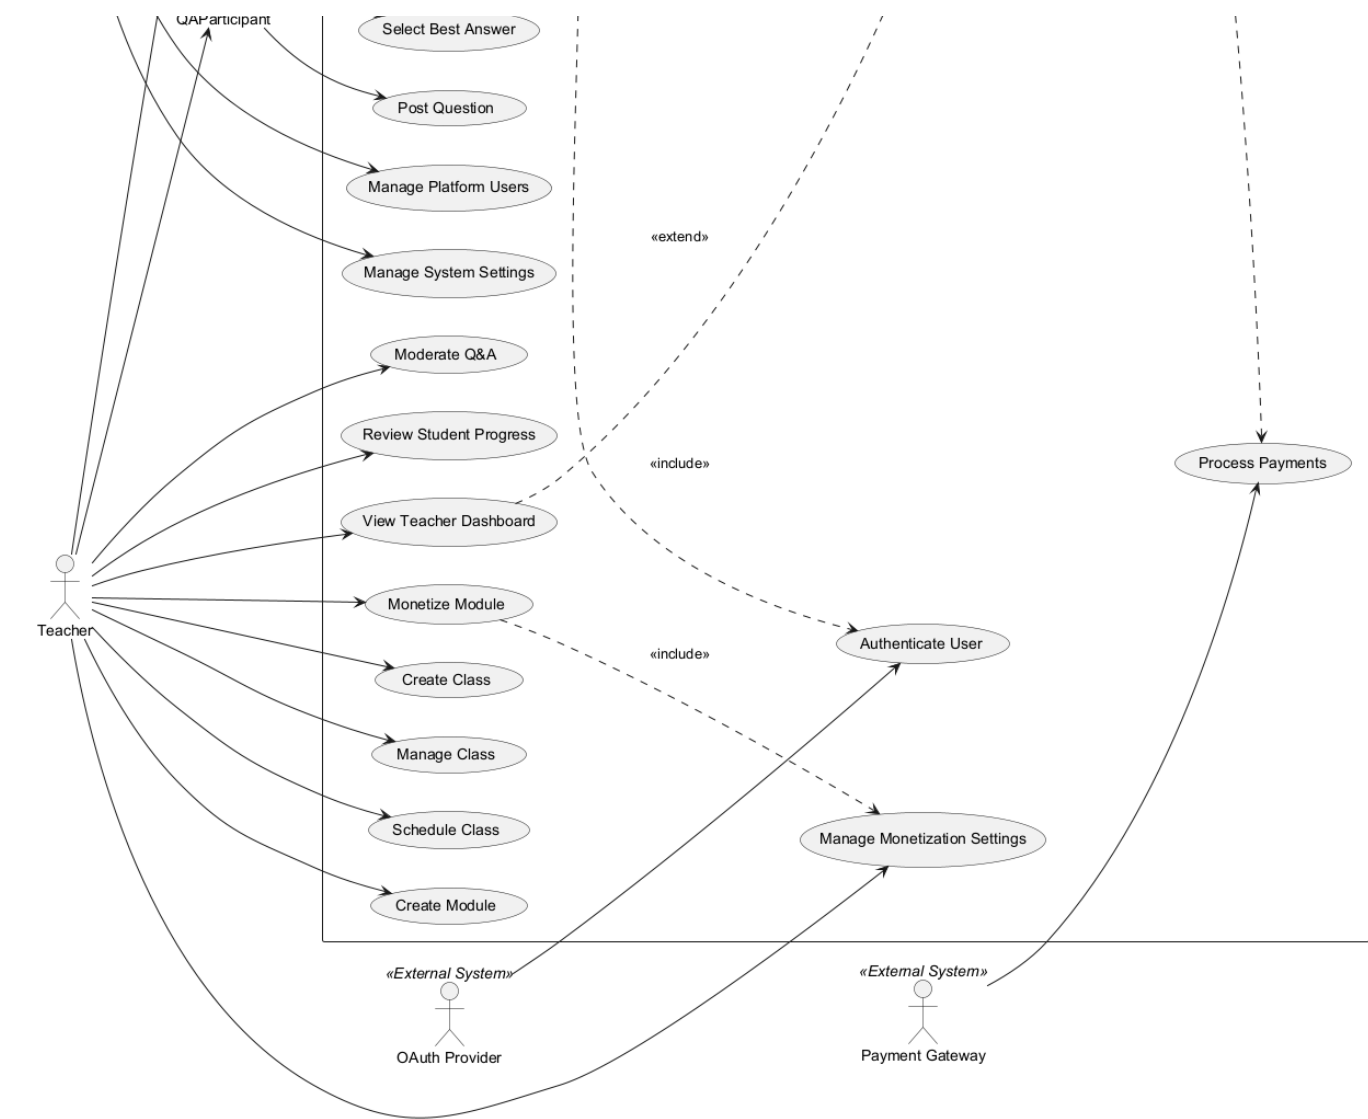 QAParticipant
Select Best Answer
Post Question
Manage Platform Users
«extend»
Manage System Settings
Moderate Q&A
Review Student Progress
«include»
Process Payments
View Teacher Dashboard
Monetize Module
Teacher
Authenticate User
«include»
Create Class
Manage Class
Schedule Class
Manage Monetization Settings
Create Module
«External System»
«External System»
OAuth Provider
Payment Gateway